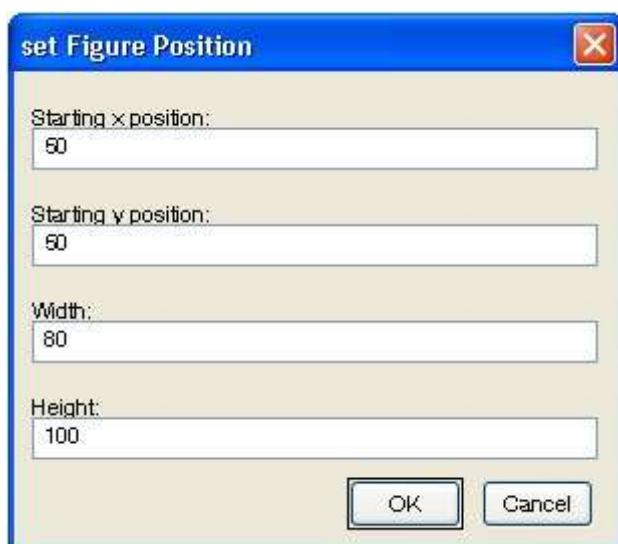 set Figure Position
Starting x position:
50
Starting y position:
50
Width:
80
Height:
100
OK Cancel